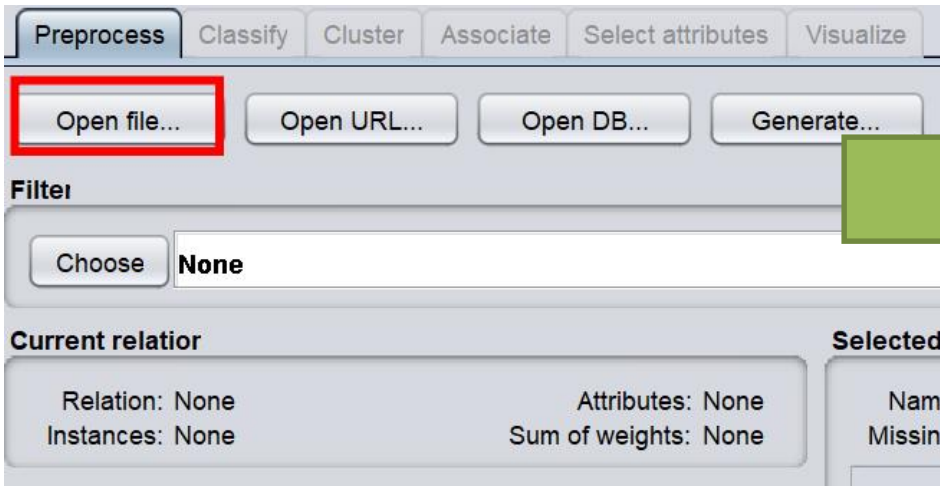 Preprocess Classify Cluster Associate Select attributes Visualize
Open file... Open URL... Open DB... Generate...
Filter
Choose None
Current relation
Selected
Relation: None Attributes: None Nam
Instances: None Sum of weights: None Missin